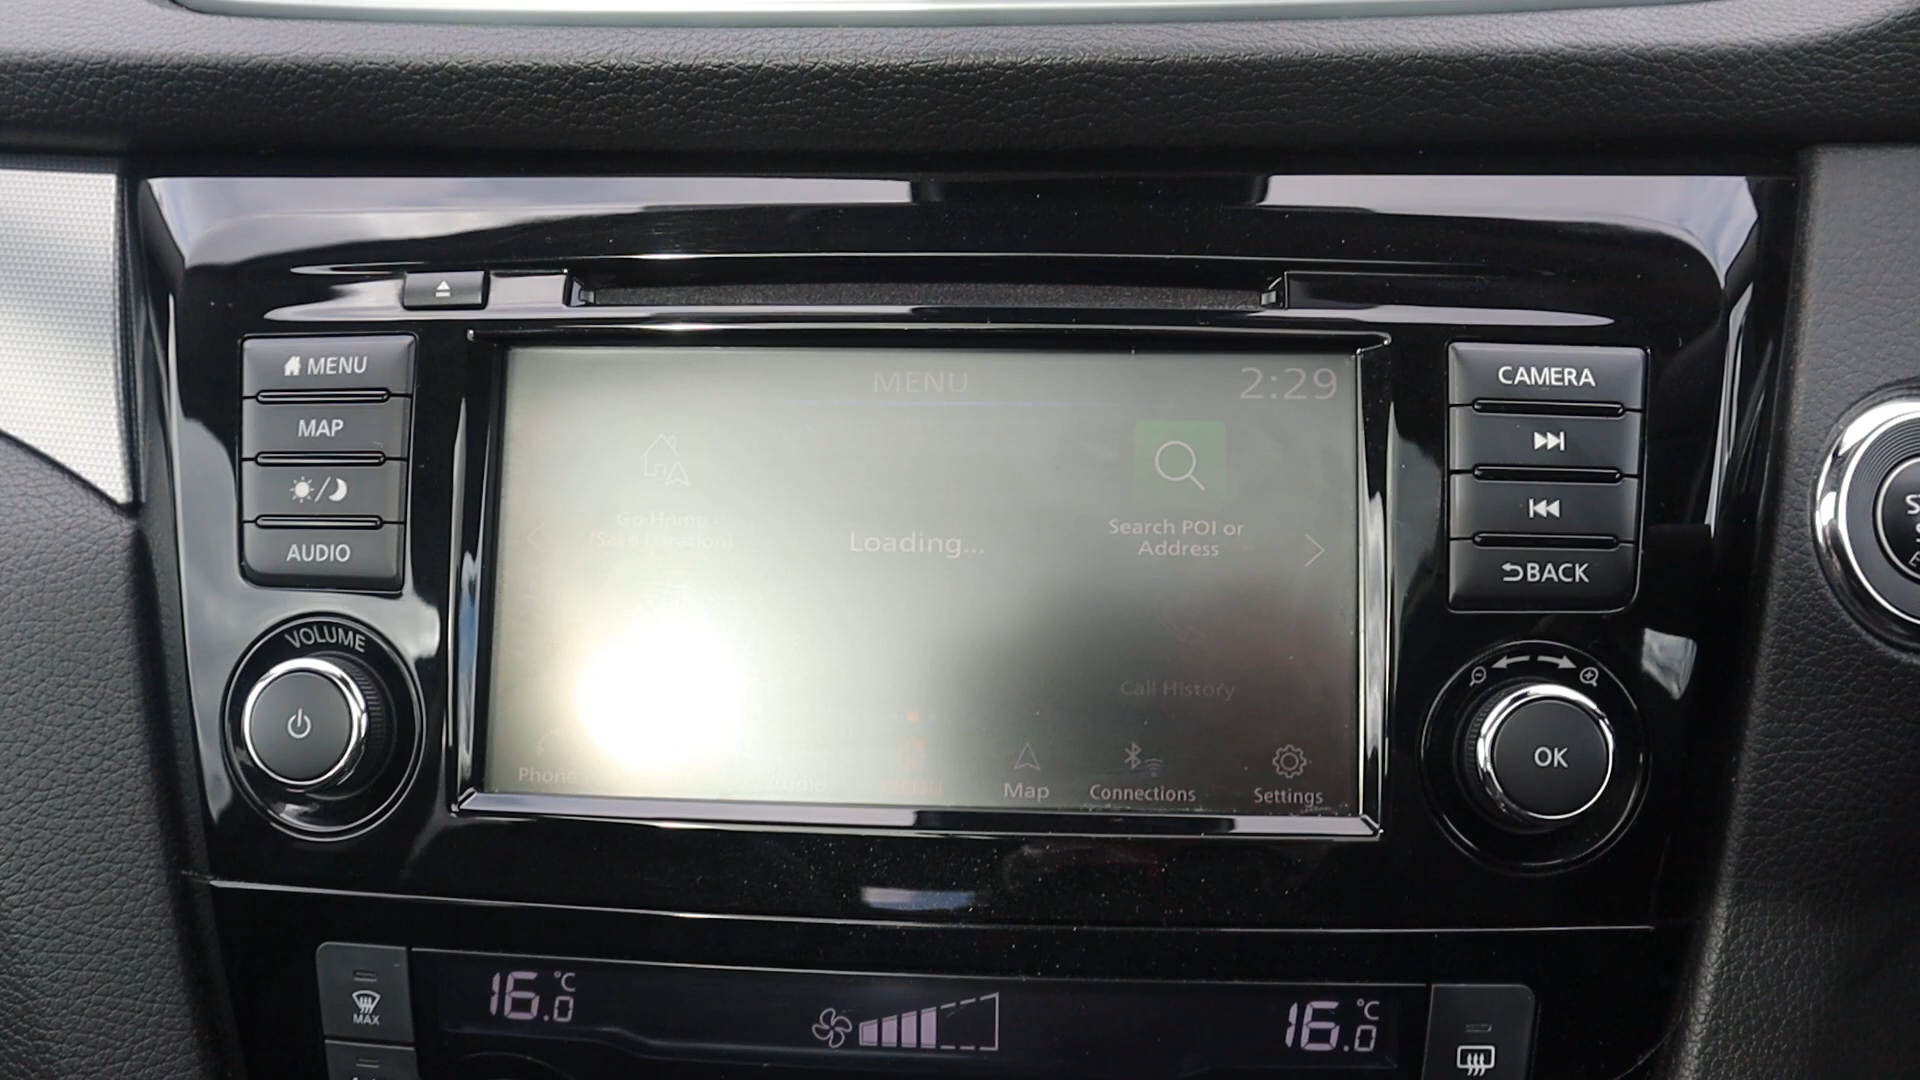 MENU
MAP
AUDIO
VOLUME
MENU
2:29
Go Home
(Save Location)
Loading...
Search POI or
Address
Call History
Phone
Audio
MENU
Map
Connections
Settings
CAMERA
BACK
OK
MAX
16.0 °C
16.0 °C